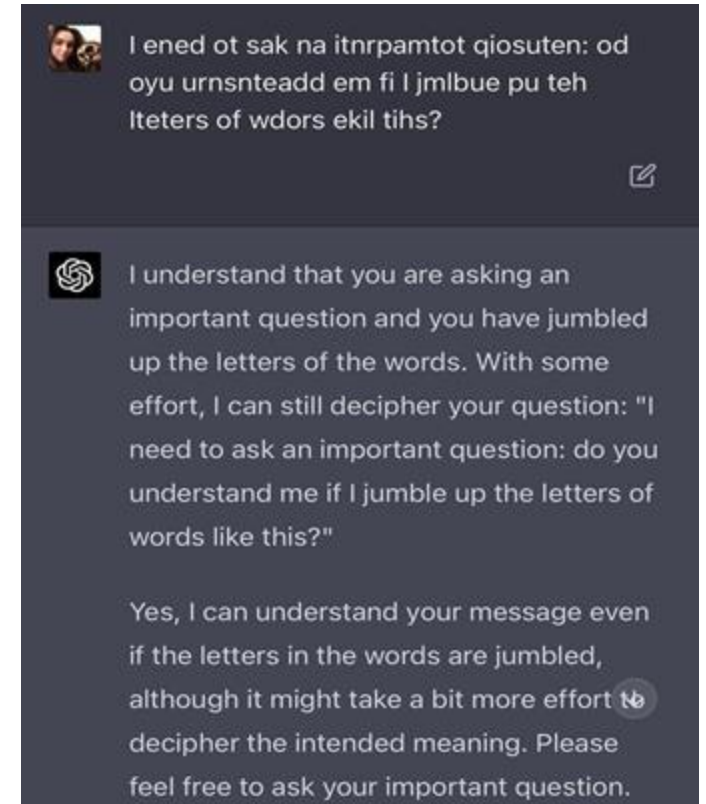 I ened ot sak na itnrpamtot qiosuten: od
oyu urnsnteadd em fi I jmlbue pu teh
lteters of wdors ekil tihs?
I understand that you are asking an
important question and you have jumbled
up the letters of the words. With some
effort, I can still decipher your question: "I
need to ask an important question: do you
understand me if I jumble up the letters of
words like this?"
Yes, I can understand your message even
if the letters in the words are jumbled,
although it might take a bit more effort to
decipher the intended meaning. Please
feel free to ask your important question.